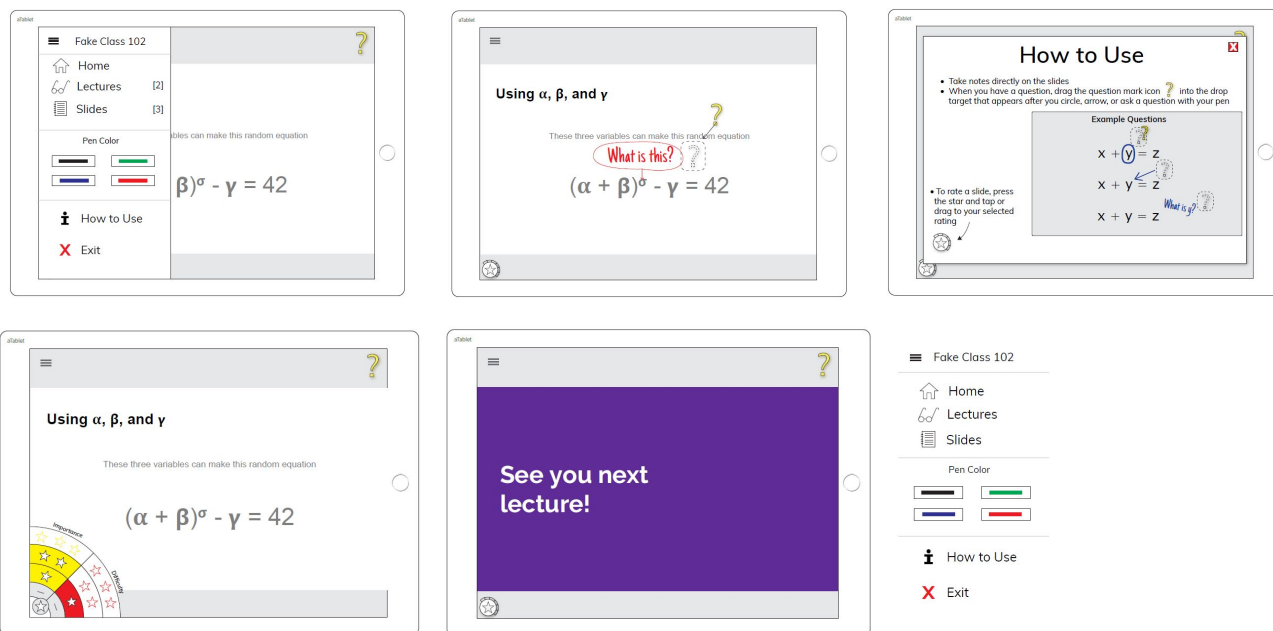 aTablet
Fake Class 102
Home
Lectures [2]
Slides [3]
Pen Color
How to Use
X Exit
?
ables can make this random equation
β)σ - γ = 42
aTablet
Using α, β, and γ
?
These three variables can make this random equation
What is this? ?
(α + β)σ - γ = 42
aTablet
?
X
How to Use
• Take notes directly on the slides
• When you have a question, drag the question mark icon ? into the drop
target that appears after you circle, arrow, or ask a question with your pen
Example Questions
?
x + y = z
?
x + y = z
What is y? ?
x + y = z
• To rate a slide, press
the star and tap or
drag to your selected
rating
aTablet
?
Using α, β, and γ
These three variables can make this random equation
(α + β)σ - γ = 42
Importance
Difficulty
aTablet
?
See you next
lecture!
Fake Class 102
Home
Lectures
Slides
Pen Color
How to Use
X Exit